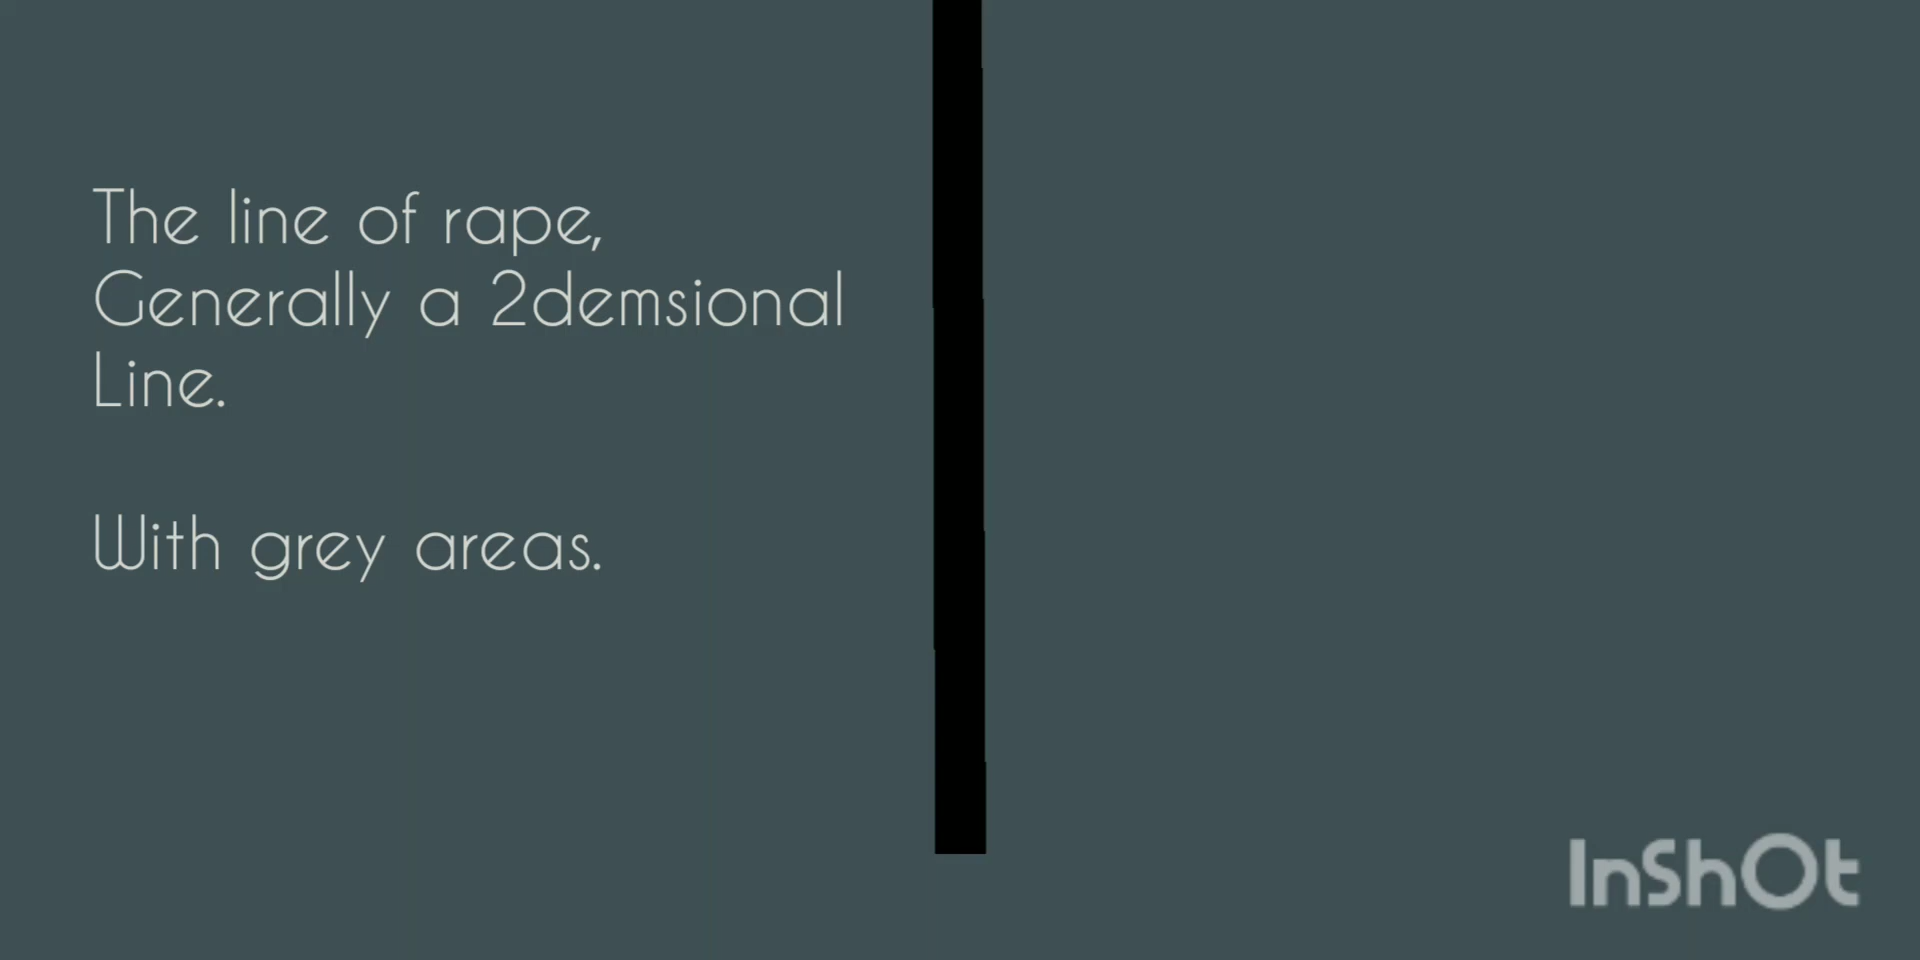 The line of rape,
Generally a 2demsional
Line.
With grey areas.
InShOt